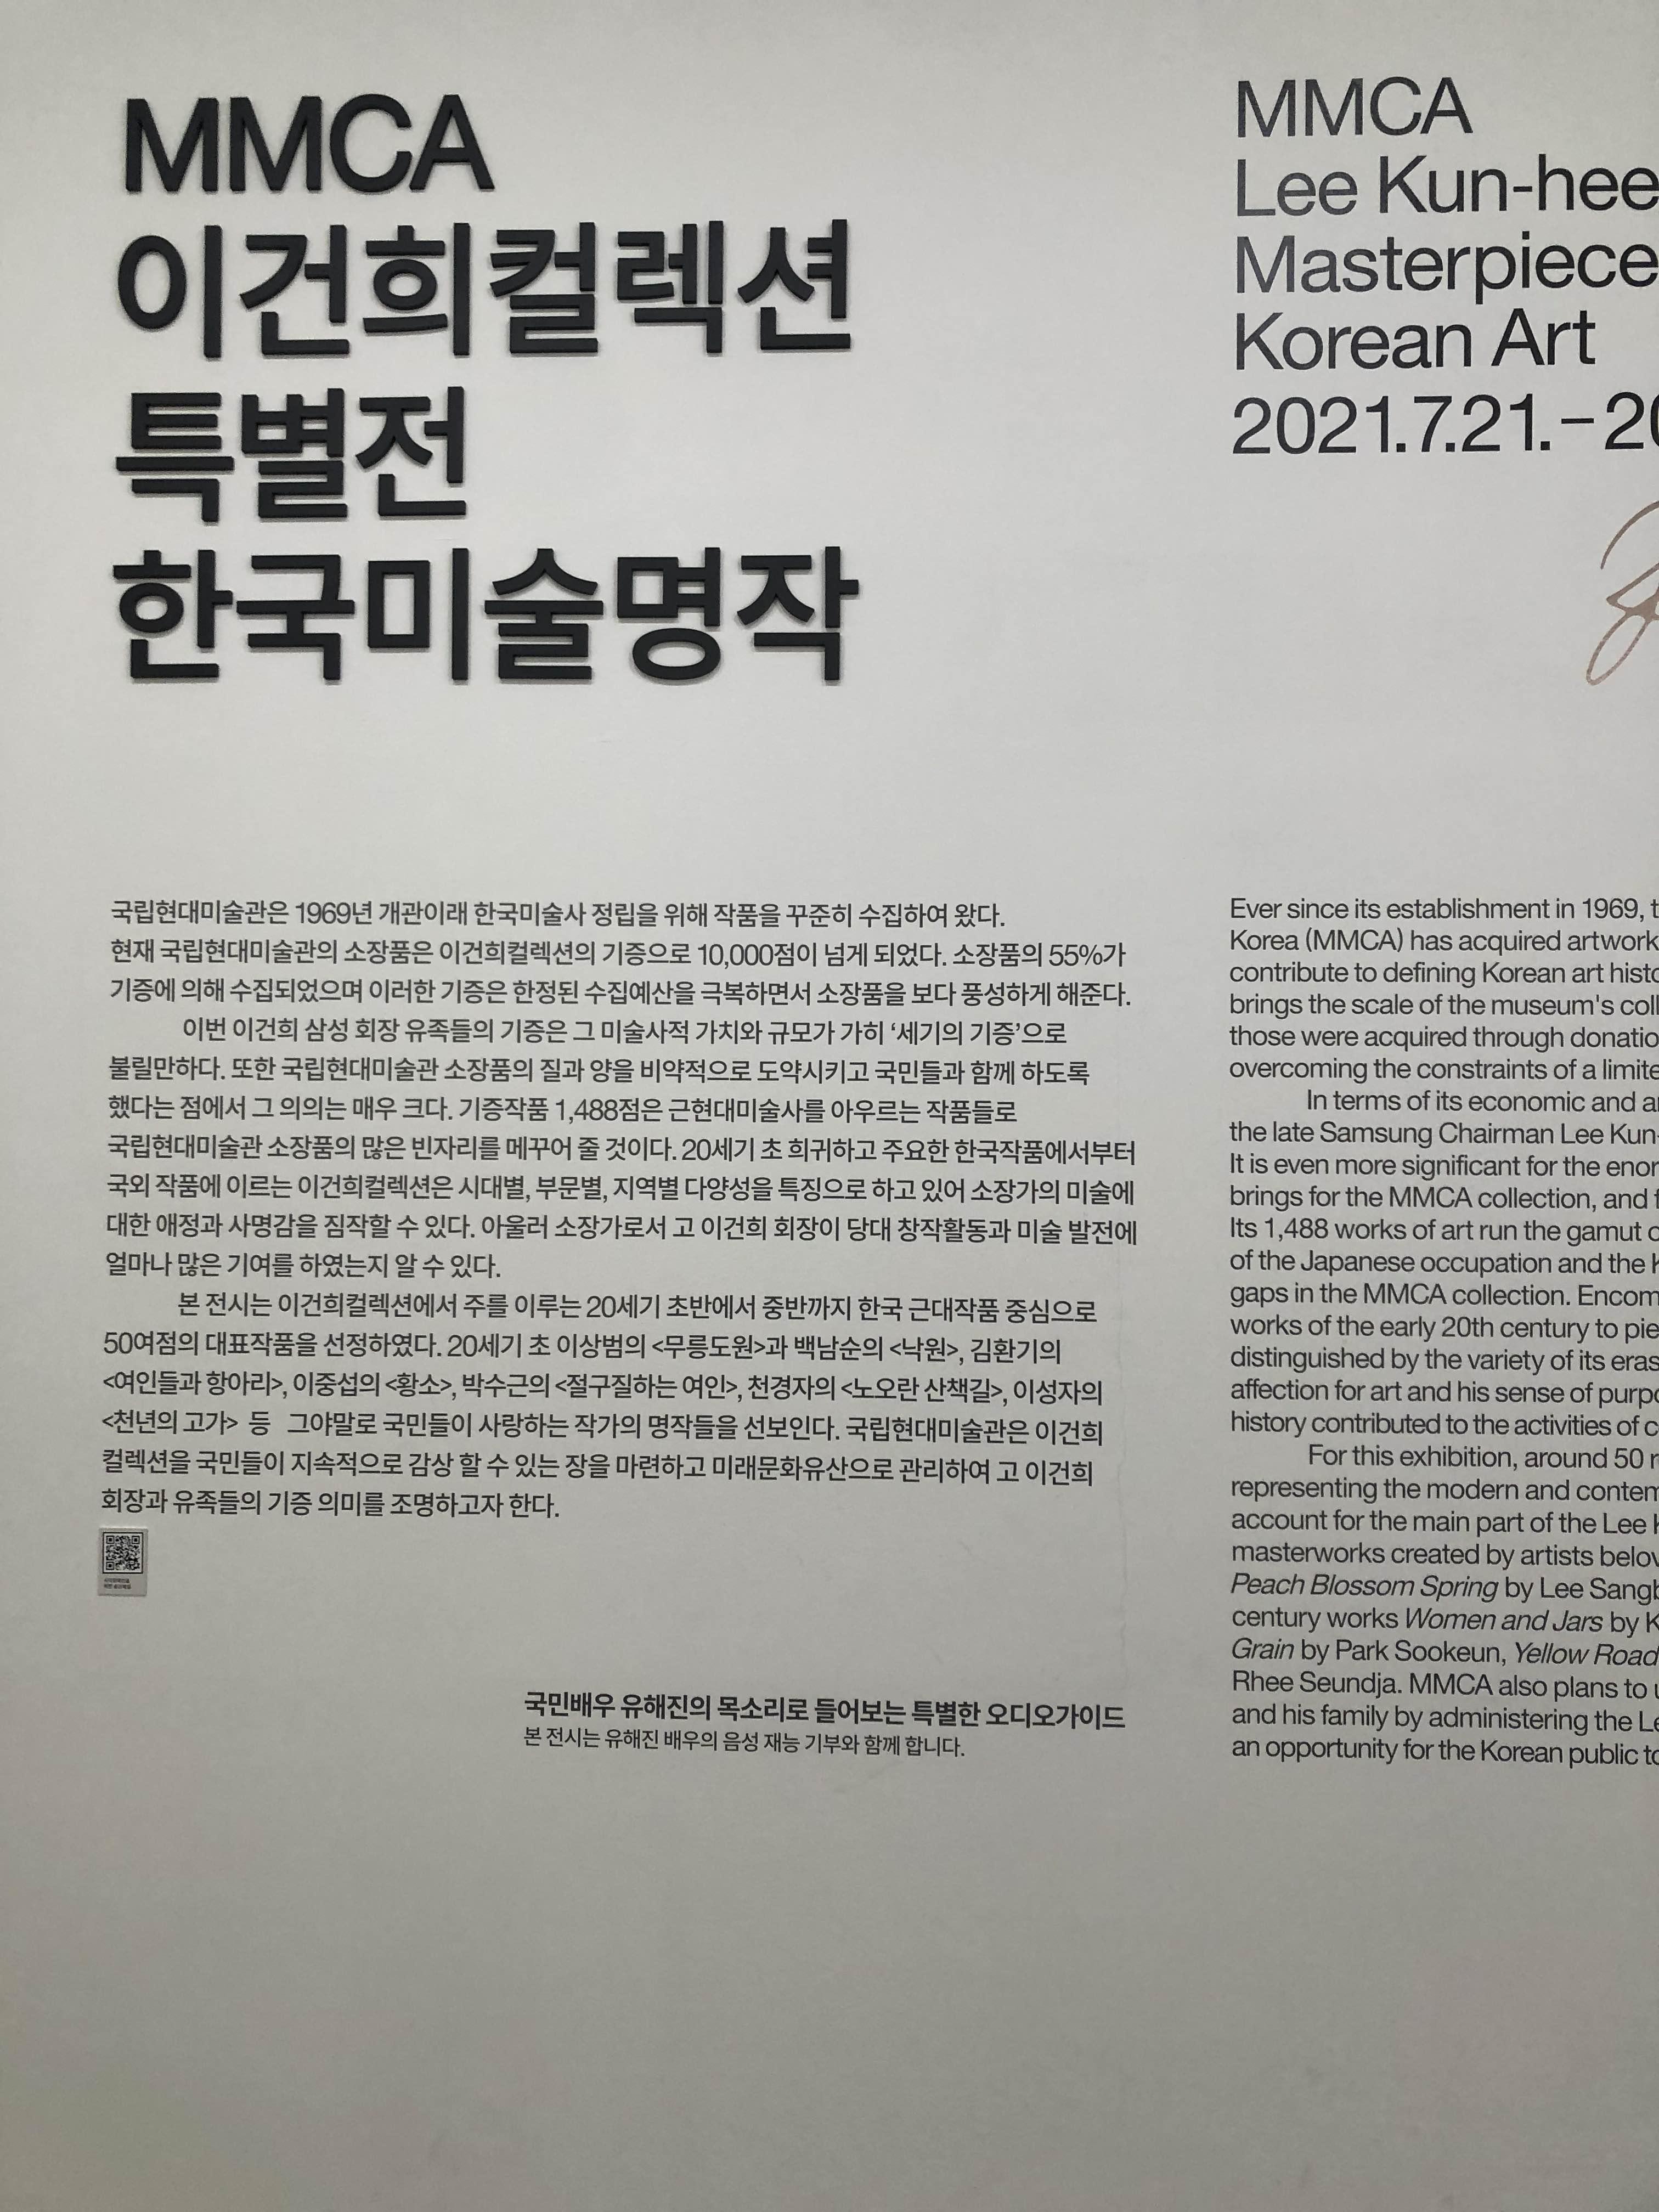 MMCA
이건희컬렉션
특별전
한국미술명작
국립현대미술관은 1969년 개관이래 한국미술사 정립을 위해 작품을 꾸준히 수집하여 왔다.
현재 국립현대미술관의 소장품은 이건희컬렉션의 기증으로 10,000점이 넘게 되었다. 소장품의 55%가
기증에 의해 수집되었으며 이러한 기증은 한정된 수집예산을 극복하면서 소장품을 보다 풍성하게 해준다.
이번 이건희 삼성 회장 유족들의 기증은 그 미술사적 가치와 규모가 가히 ‘세기의 기증’으로
불릴만하다. 또한 국립현대미술관 소장품의 질과 양을 비약적으로 도약시키고 국민들과 함께 하도록
했다는 점에서 그 의의는 매우 크다. 기증작품 1,488점은 근현대미술사를 아우르는 작품들로
국립현대미술관 소장품의 많은 빈자리를 메꾸어 줄 것이다. 20세기 초 희귀하고 주요한 한국작품에서부터
국외 작품에 이르는 이건희컬렉션은 시대별, 부문별, 지역별 다양성을 특징으로 하고 있어 소장가의 미술에
대한 애정과 사명감을 짐작할 수 있다. 아울러 소장가로서 고 이건희 회장이 당대 창작활동과 미술 발전에
얼마나 많은 기여를 하였는지 알 수 있다.
본 전시는 이건희컬렉션에서 주를 이루는 20세기 초반에서 중반까지 한국 근대작품 중심으로
50여점의 대표작품을 선정하였다. 20세기 초 이상범의 <무릉도원>과 백남순의 <낙원>, 김환기의
<여인들과 항아리>, 이중섭의 <황소>, 박수근의 <절구질하는 여인>, 천경자의 <노오란 산책길>, 이성자의
<천년의 고가> 등 그야말로 국민들이 사랑하는 작가의 명작들을 선보인다. 국립현대미술관은 이건희
컬렉션을 국민들이 지속적으로 감상 할 수 있는 장을 마련하고 미래문화유산으로 관리하여 고 이건희
회장과 유족들의 기증 의미를 조명하고자 한다.
국민배우 유해진의 목소리로 들어보는 특별한 오디오가이드
본 전시는 유해진 배우의 음성 재능 기부와 함께 합니다.
MMCA
Lee Kun-hee
Masterpiece
Korean Art
2021.7.21.–20
Ever since its establishment in 1969,
Korea (MMCA) has acquired artwork
contribute to defining Korean art
brings the scale of the museum's
those were acquired through
overcoming the constraints of a
In terms of its economic and
the late Samsung Chairman Lee Kun-
It is even more significant for the
brings for the MMCA collection, and
Its 1,488 works of art run the gamut
of the Japanese occupation and the
gaps in the MMCA collection.
works of the early 20th century to
distinguished by the variety of its eras
affection for art and his sense of
history contributed to the activities of
For this exhibition, around 50
representing the modern and
account for the main part of the Lee
masterworks created by artists
Peach Blossom Spring by Lee
century works Women and Jars by
Grain by Park Sookeun, Yellow Road
Rhee Seundja. MMCA also plans to
and his family by administering the
an opportunity for the Korean public